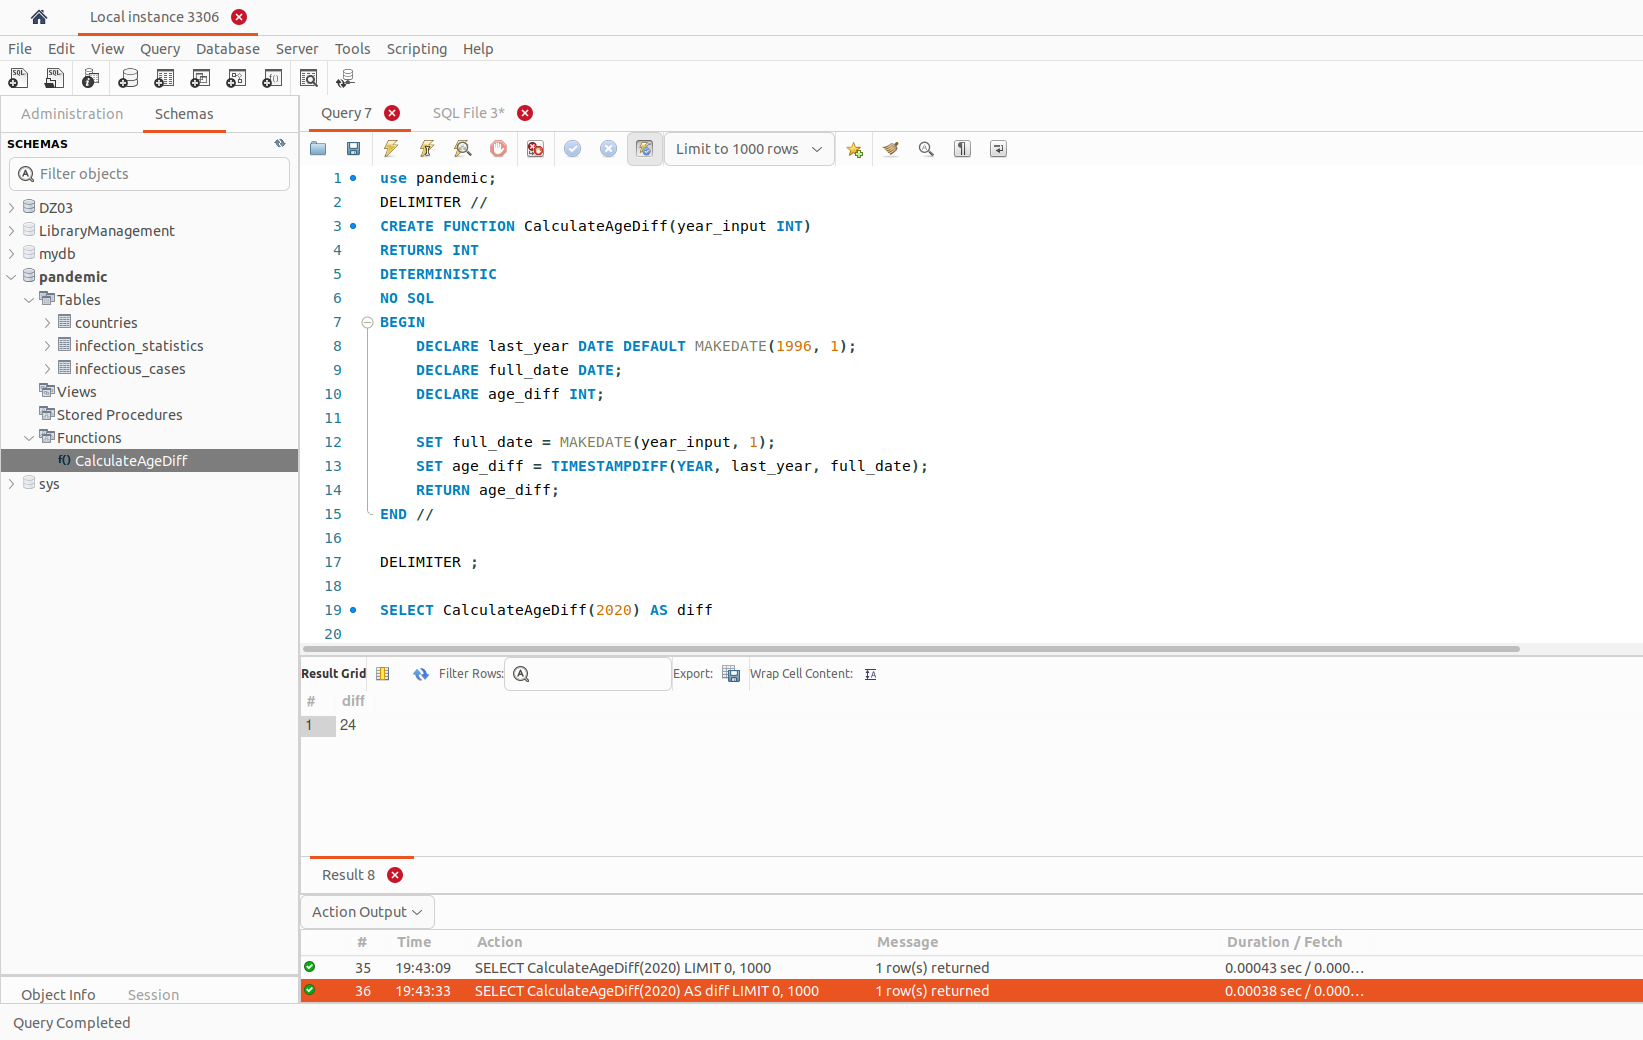 Local instance 3306
File Edit View Query Database Server Tools Scripting Help
Administration Schemas
SCHEMAS
Filter objects
DZ03
LibraryManagement
mydb
pandemic
Tables
countries
infection_statistics
infectious_cases
Views
Stored Procedures
Functions
f() CalculateAgeDiff
sys
Object Info Session
Query 7 SQL File 3*
Limit to 1000 rows
1 use pandemic;
2 DELIMITER //
3 CREATE FUNCTION CalculateAgeDiff(year_input INT)
4 RETURNS INT
5 DETERMINISTIC
6 NO SQL
7 BEGIN
8 DECLARE last_year DATE DEFAULT MAKEDATE(1996, 1);
9 DECLARE full_date DATE;
10 DECLARE age_diff INT;
11
12 SET full_date = MAKEDATE(year_input, 1);
13 SET age_diff = TIMESTAMPDIFF(YEAR, last_year, full_date);
14 RETURN age_diff;
15 END //
16
17 DELIMITER ;
18
19 SELECT CalculateAgeDiff(2020) AS diff
20
Result Grid Filter Rows: Export: Wrap Cell Content:
# diff
1 24
Result 8
Action Output
# Time Action Message Duration / Fetch
35 19:43:09 SELECT CalculateAgeDiff(2020) LIMIT 0, 1000 1 row(s) returned 0.00043 sec / 0.000...
36 19:43:33 SELECT CalculateAgeDiff(2020) AS diff LIMIT 0, 1000 1 row(s) returned 0.00038 sec / 0.000...
Query Completed